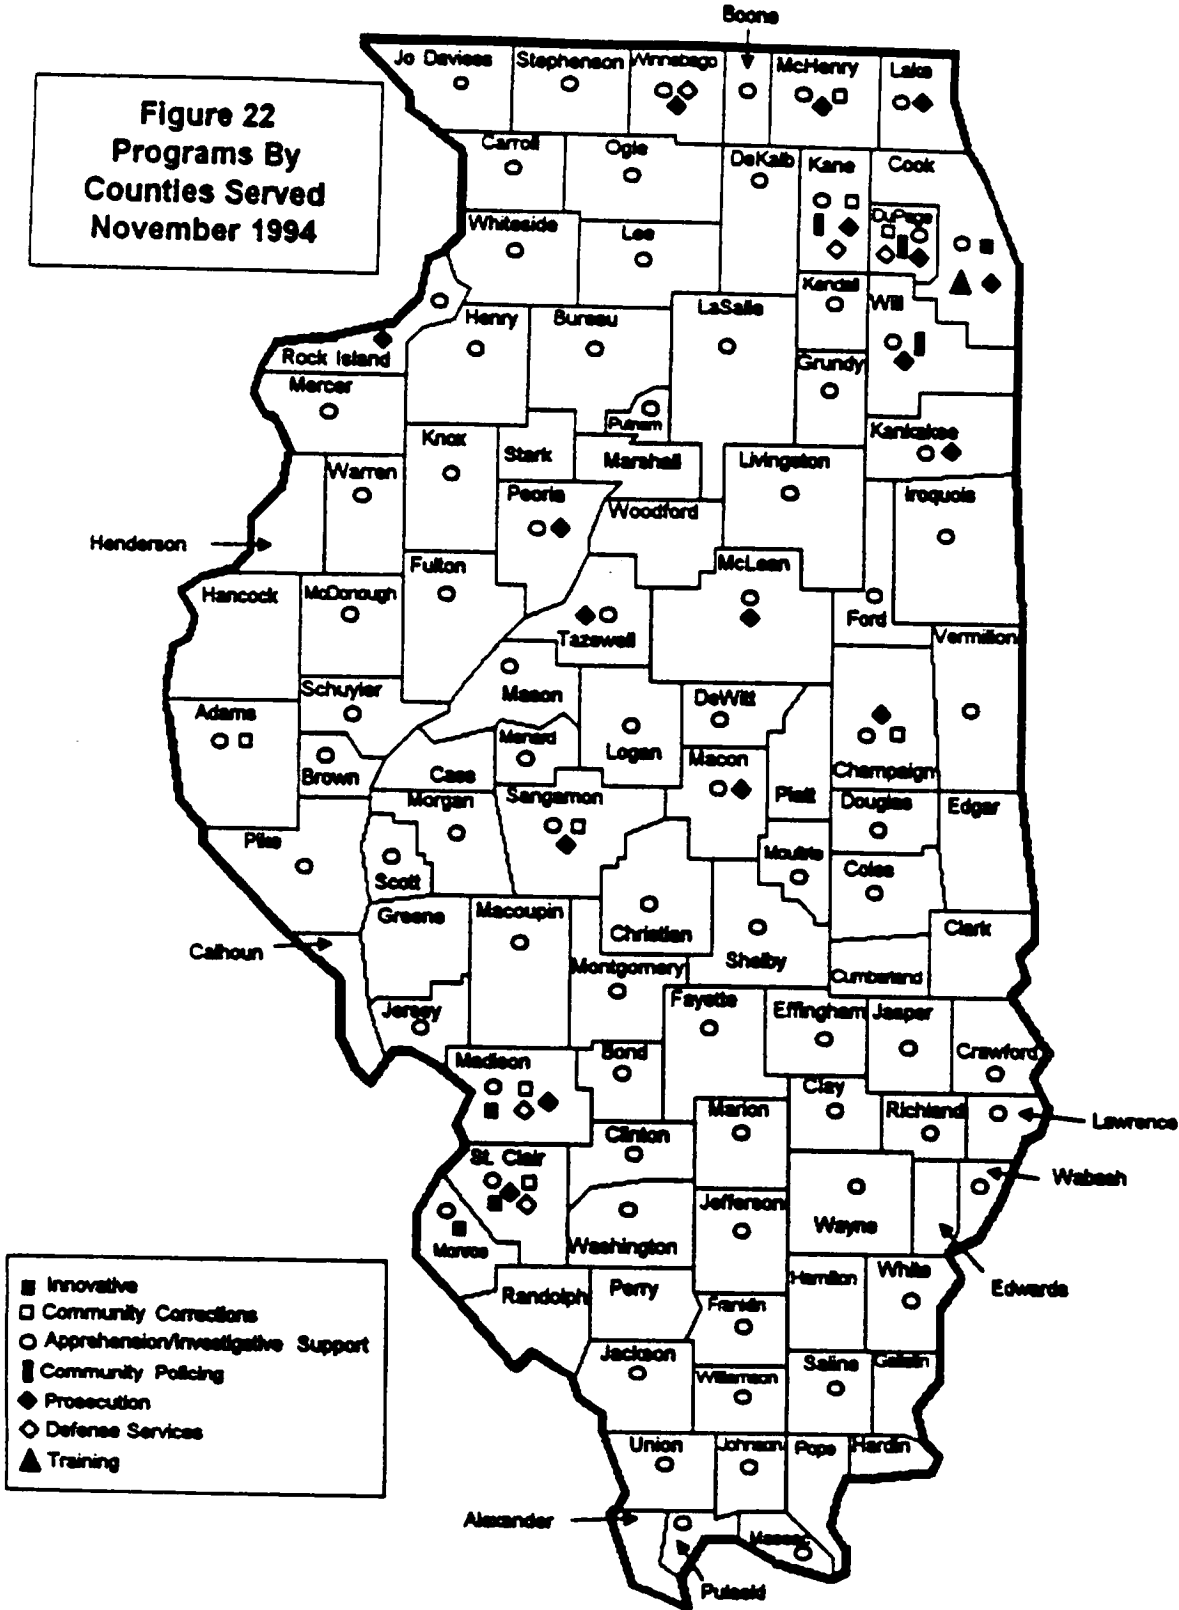 Boone
Jo Daviess
Stephenson
Winnebago
McHenry
Lake
Figure 22
Programs By
Counties Served
November 1994
Carroll
Ogle
DeKalb
Kane
Cook
Whiteside
Lee
DuPage
Kendall
Will
Henry
Bureau
LaSalle
Rock Island
Mercer
Grundy
Putnam
Knox
Stark
Marshall
Livingston
Kankakee
Warren
Peoria
Woodford
Iroquois
Henderson
Fulton
McLean
Hancock
McDonough
Tazewell
Ford
Vermilion
Schuyler
Mason
DeWitt
Adams
Menard
Logan
Macon
Brown
Cass
Champaign
Morgan
Sangamon
Piatt
Douglas
Edgar
Pike
Scott
Moultrie
Coles
Greene
Macoupin
Christian
Clark
Calhoun
Montgomery
Shelby
Cumberland
Jersey
Fayette
Effingham
Jasper
Madison
Bond
Crawford
Clay
Marion
Richland
Lawrence
Clinton
St. Clair
Wabash
Jefferson
Wayne
Monroe
Washington
Edwards
Randolph
Perry
Hamilton
White
Franklin
Innovative
Community Corrections
Apprehension/Investigative Support
Community Policing
Prosecution
Defense Services
Training
Jackson
Williamson
Saline
Gallatin
Union
Johnson
Pope
Hardin
Alexander
Massac
Pulaski